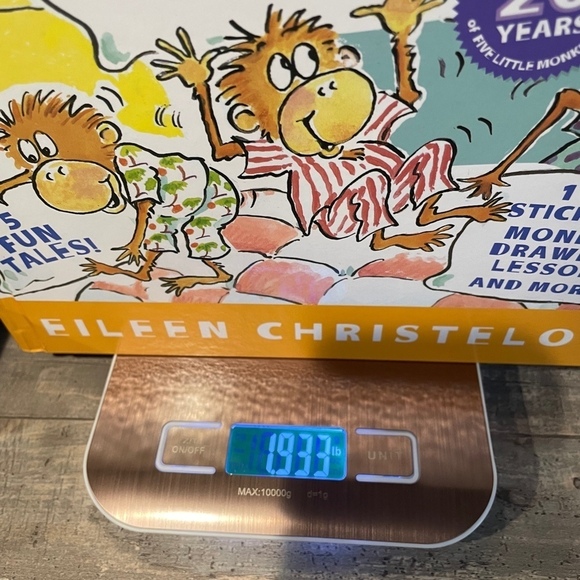 YEARS
of FIVE LITTLE MONK
5
FUN
TALES!
1
STICK
MONK
DRAW
LESSO
AND MOR
EILEEN CHRISTELO
1.933 lb
ON/OFF
UNIT
MAX:10000g d=1g